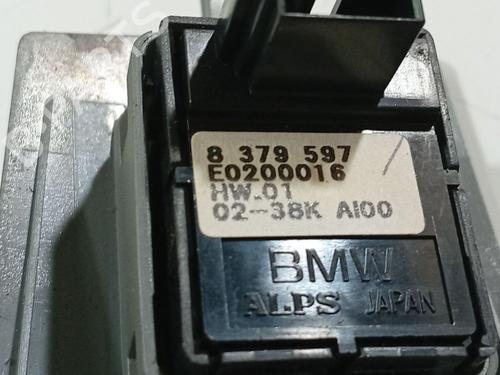 8 379 597
E0200016
HW.01
02-38K AI00
BMW
ALPS JAPAN